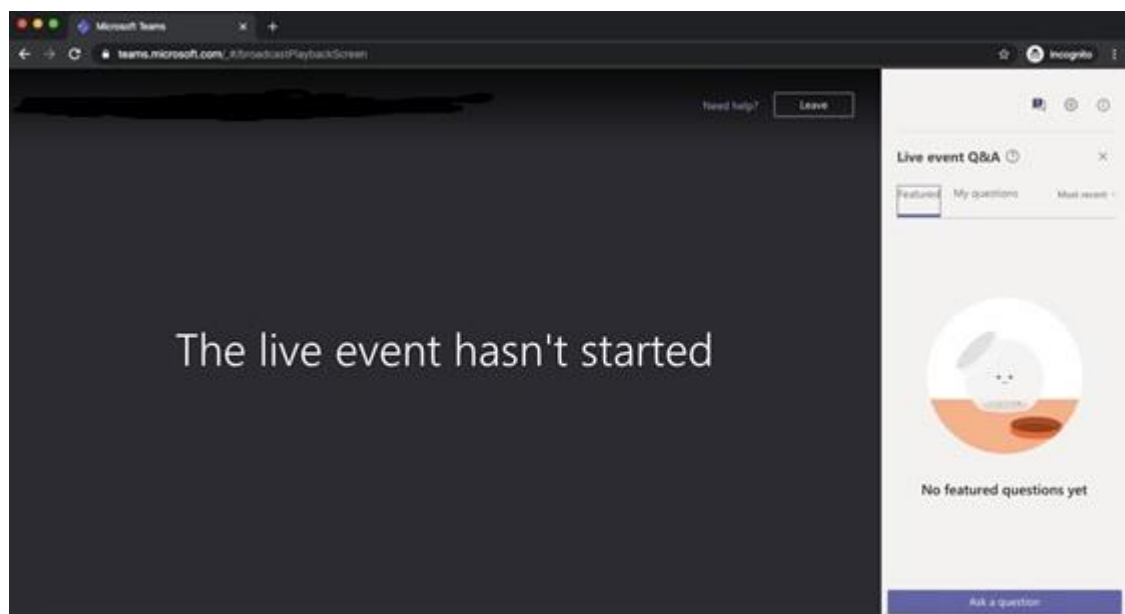 Microsoft Teams
teams.microsoft.com/_#/broadcastPlaybackScreen
Incognito
Need help?
Leave
Live event Q&A
Featured
My questions
Most recent
The live event hasn't started
No featured questions yet
Ask a question